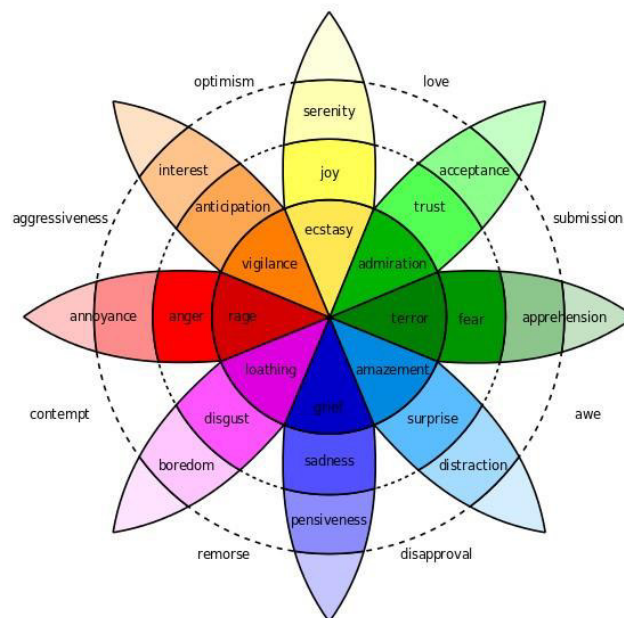 optimism
love
serenity
interest
acceptance
joy
anticipation
trust
aggressiveness
submission
ecstasy
vigilance
admiration
annoyance
anger
rage
terror
fear
apprehension
loathing
amazement
contempt
grief
awe
disgust
surprise
sadness
boredom
distraction
pensiveness
remorse
disapproval